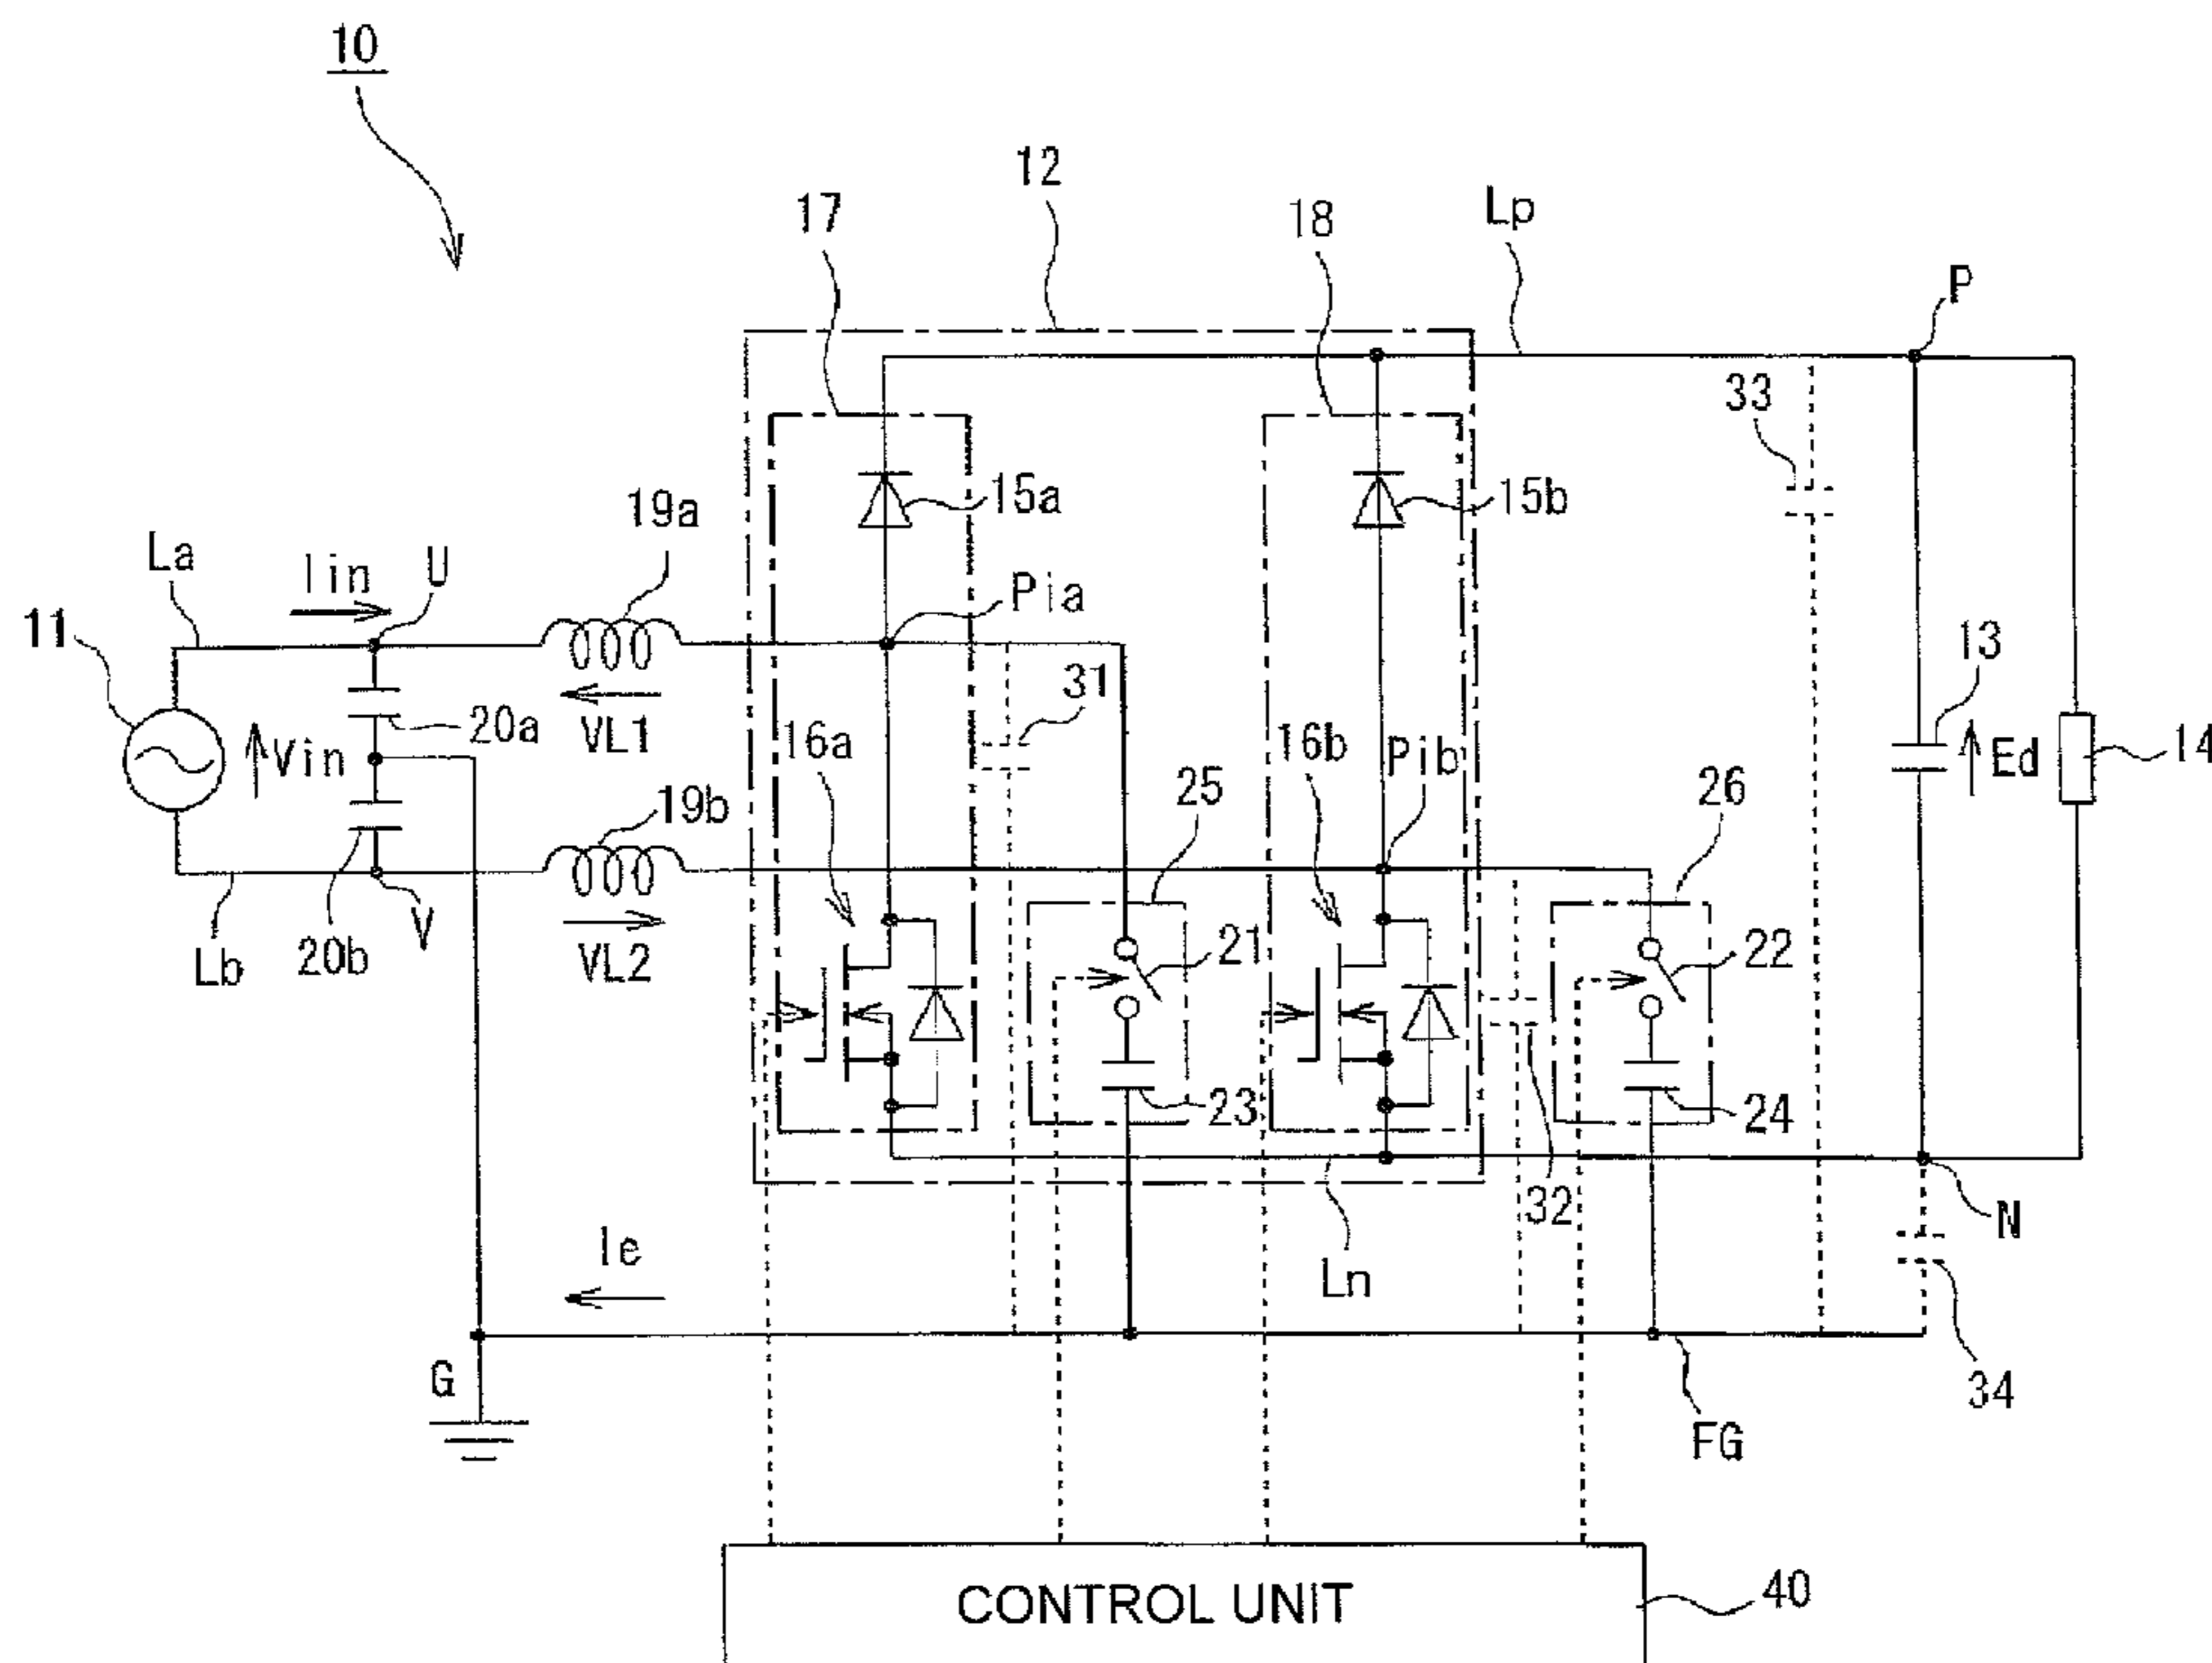 10
12
17
18
Lp
P
33
15a
15b
19a
La
Iin
U
Pia
11
13
31
20a
VL1
16a
16b
Pib
Vin
Ed
14
25
26
19b
21
22
Lb
20b
V
VL2
23
24
32
N
Ie
Ln
G
34
FG
CONTROL UNIT
40